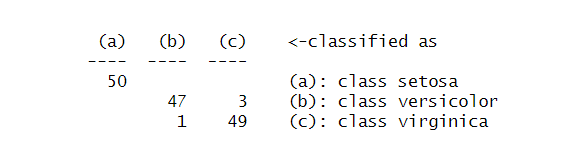 (a) (b) (c) <-classified as
---- ---- ----
50 (a): class setosa
47 3 (b): class versicolor
1 49 (c): class virginica